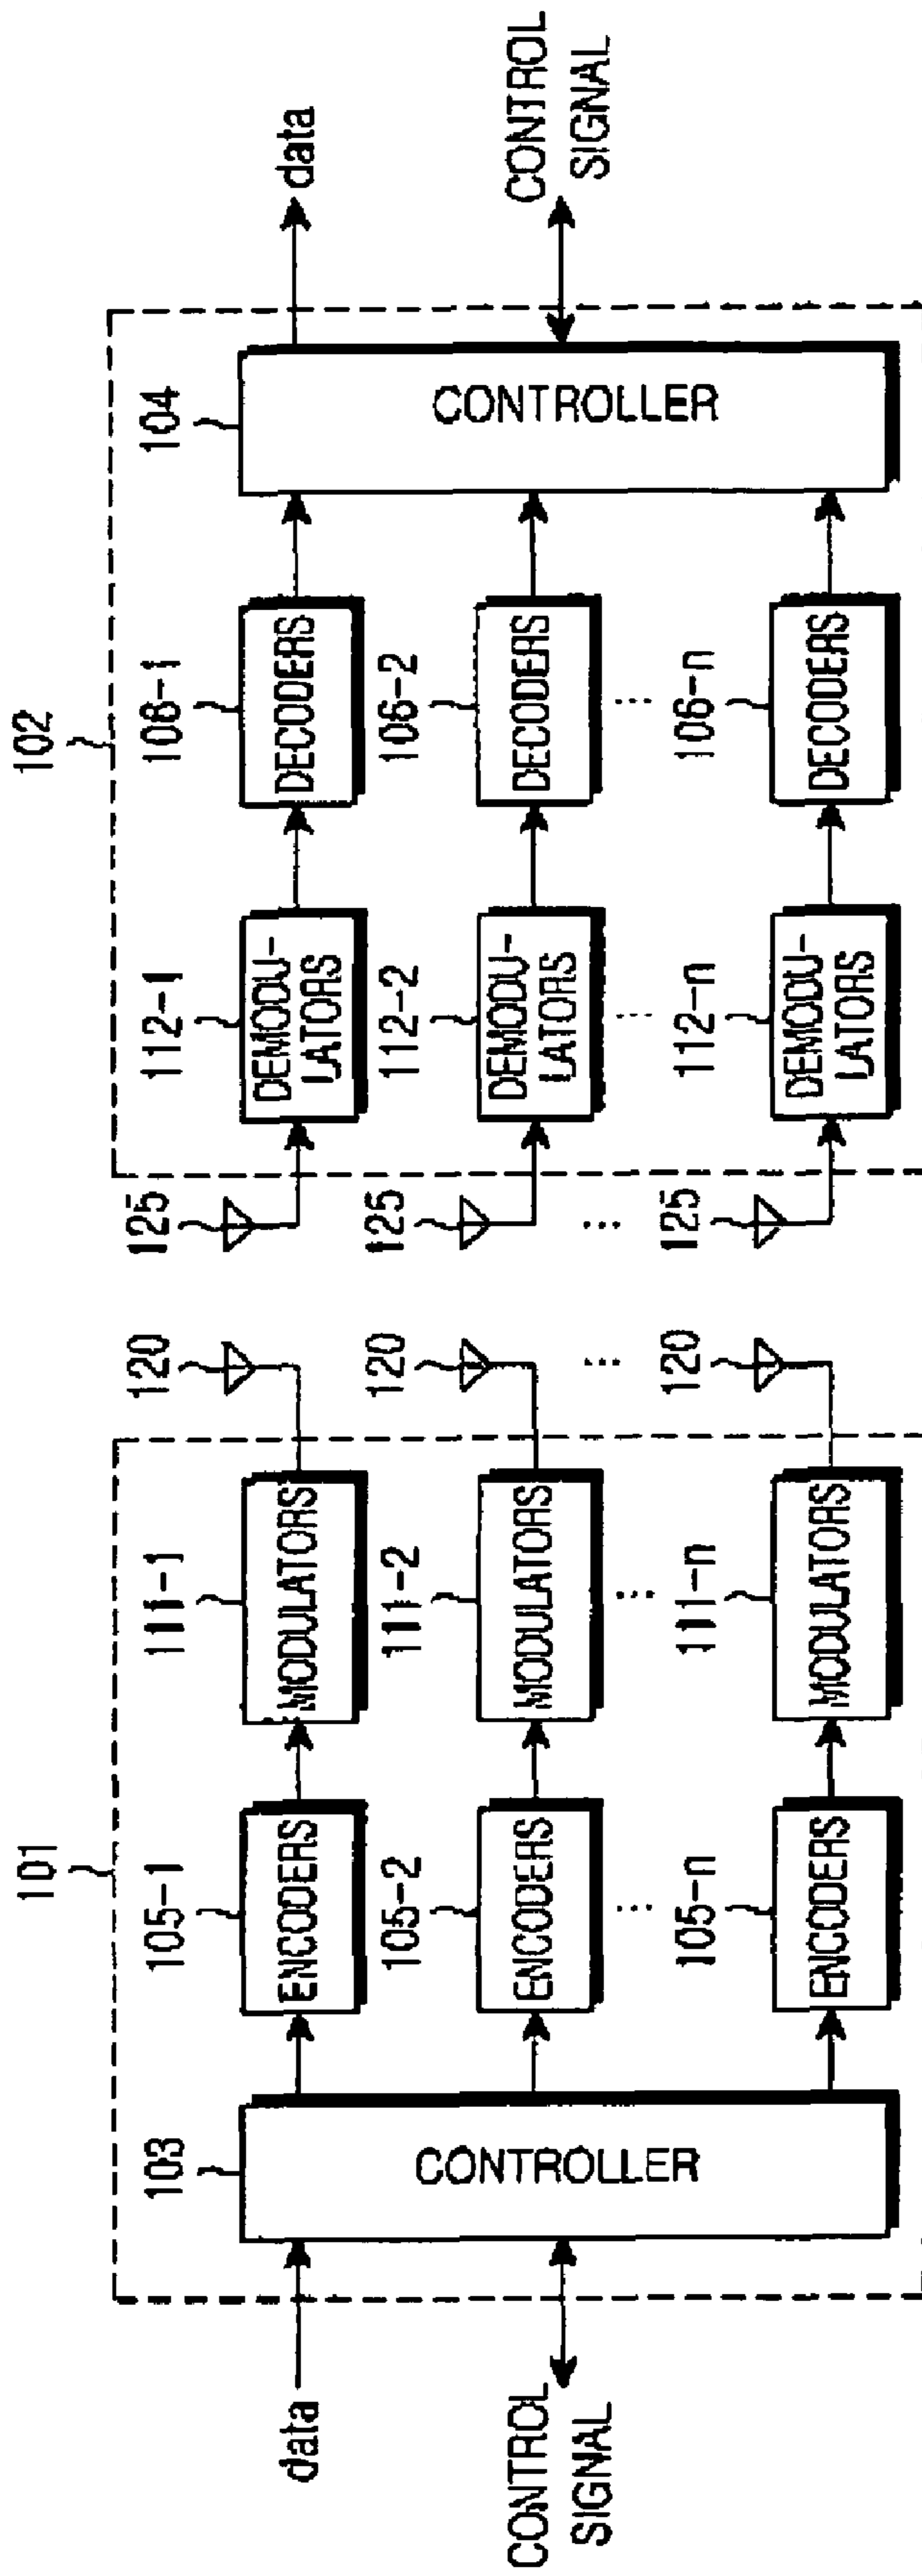 101
102
103
105-1
111-1
120
125
112-1
108-1
104
data
CONTROLLER
ENCODERS
MODULATORS
DEMODU-
LATORS
DECODERS
CONTROLLER
data
105-2
111-2
120
125
112-2
106-2
CONTROL
SIGNAL
ENCODERS
MODULATORS
DEMODU-
LATORS
DECODERS
CONTROL
SIGNAL
...
...
...
...
...
...
105-n
111-n
120
125
112-n
106-n
ENCODERS
MODULATORS
DEMODU-
LATORS
DECODERS